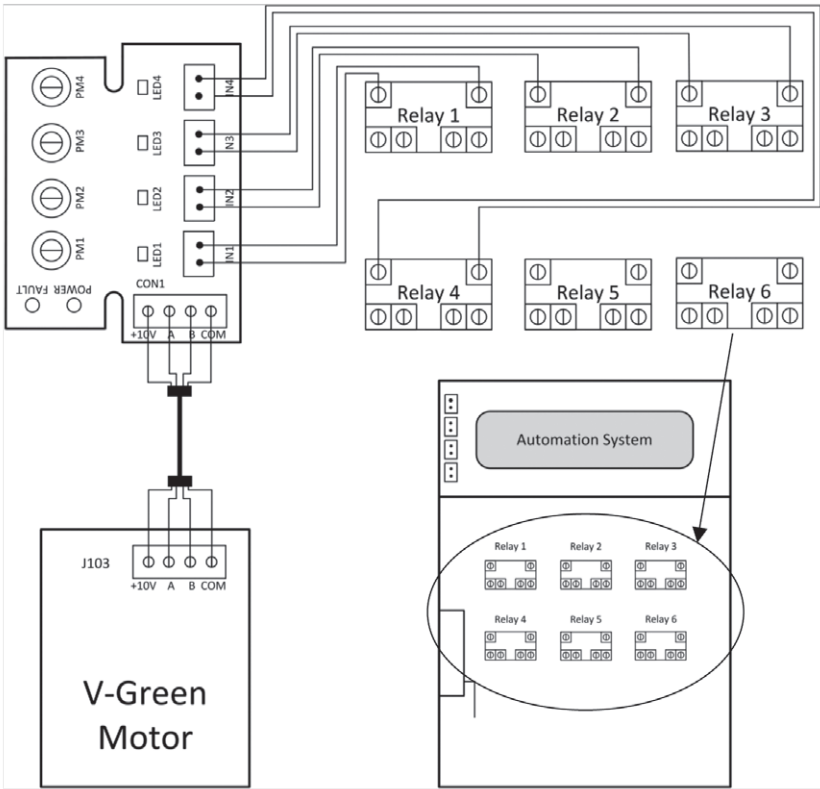 PM4
LED4
IN4
PM3
LED3
IN3
PM2
LED2
IN2
PM1
LED1
IN1
FAULT
POWER
CON1
+10V A B COM
Relay 1
Relay 2
Relay 3
Relay 4
Relay 5
Relay 6
J103
+10V A B COM
V-Green
Motor
Automation System
Relay 1
Relay 2
Relay 3
Relay 4
Relay 5
Relay 6